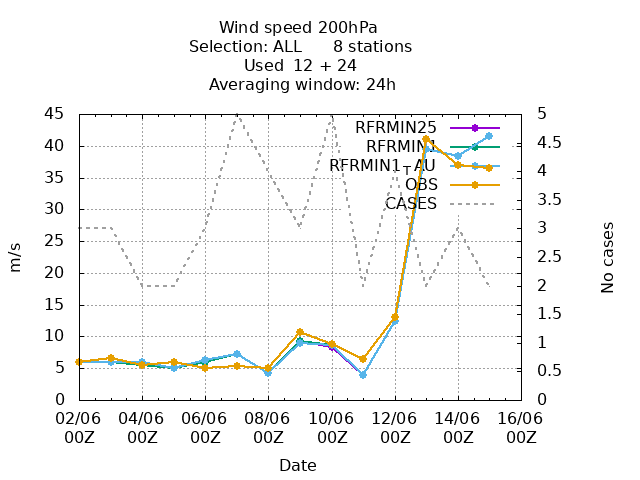 Wind speed 200hPa
Selection: ALL 8 stations
Used 12 + 24
Averaging window: 24h
45
40
35
30
25
20
15
10
5
0
m/s
5
4.5
4
3.5
3
2.5
2
1.5
1
0.5
0
No cases
RFRMIN25
RFRMIN1
RFRMIN1_AU
OBS
CASES
02/06 04/06 06/06 08/06 10/06 12/06 14/06 16/06
00Z 00Z 00Z 00Z 00Z 00Z 00Z 00Z
Date